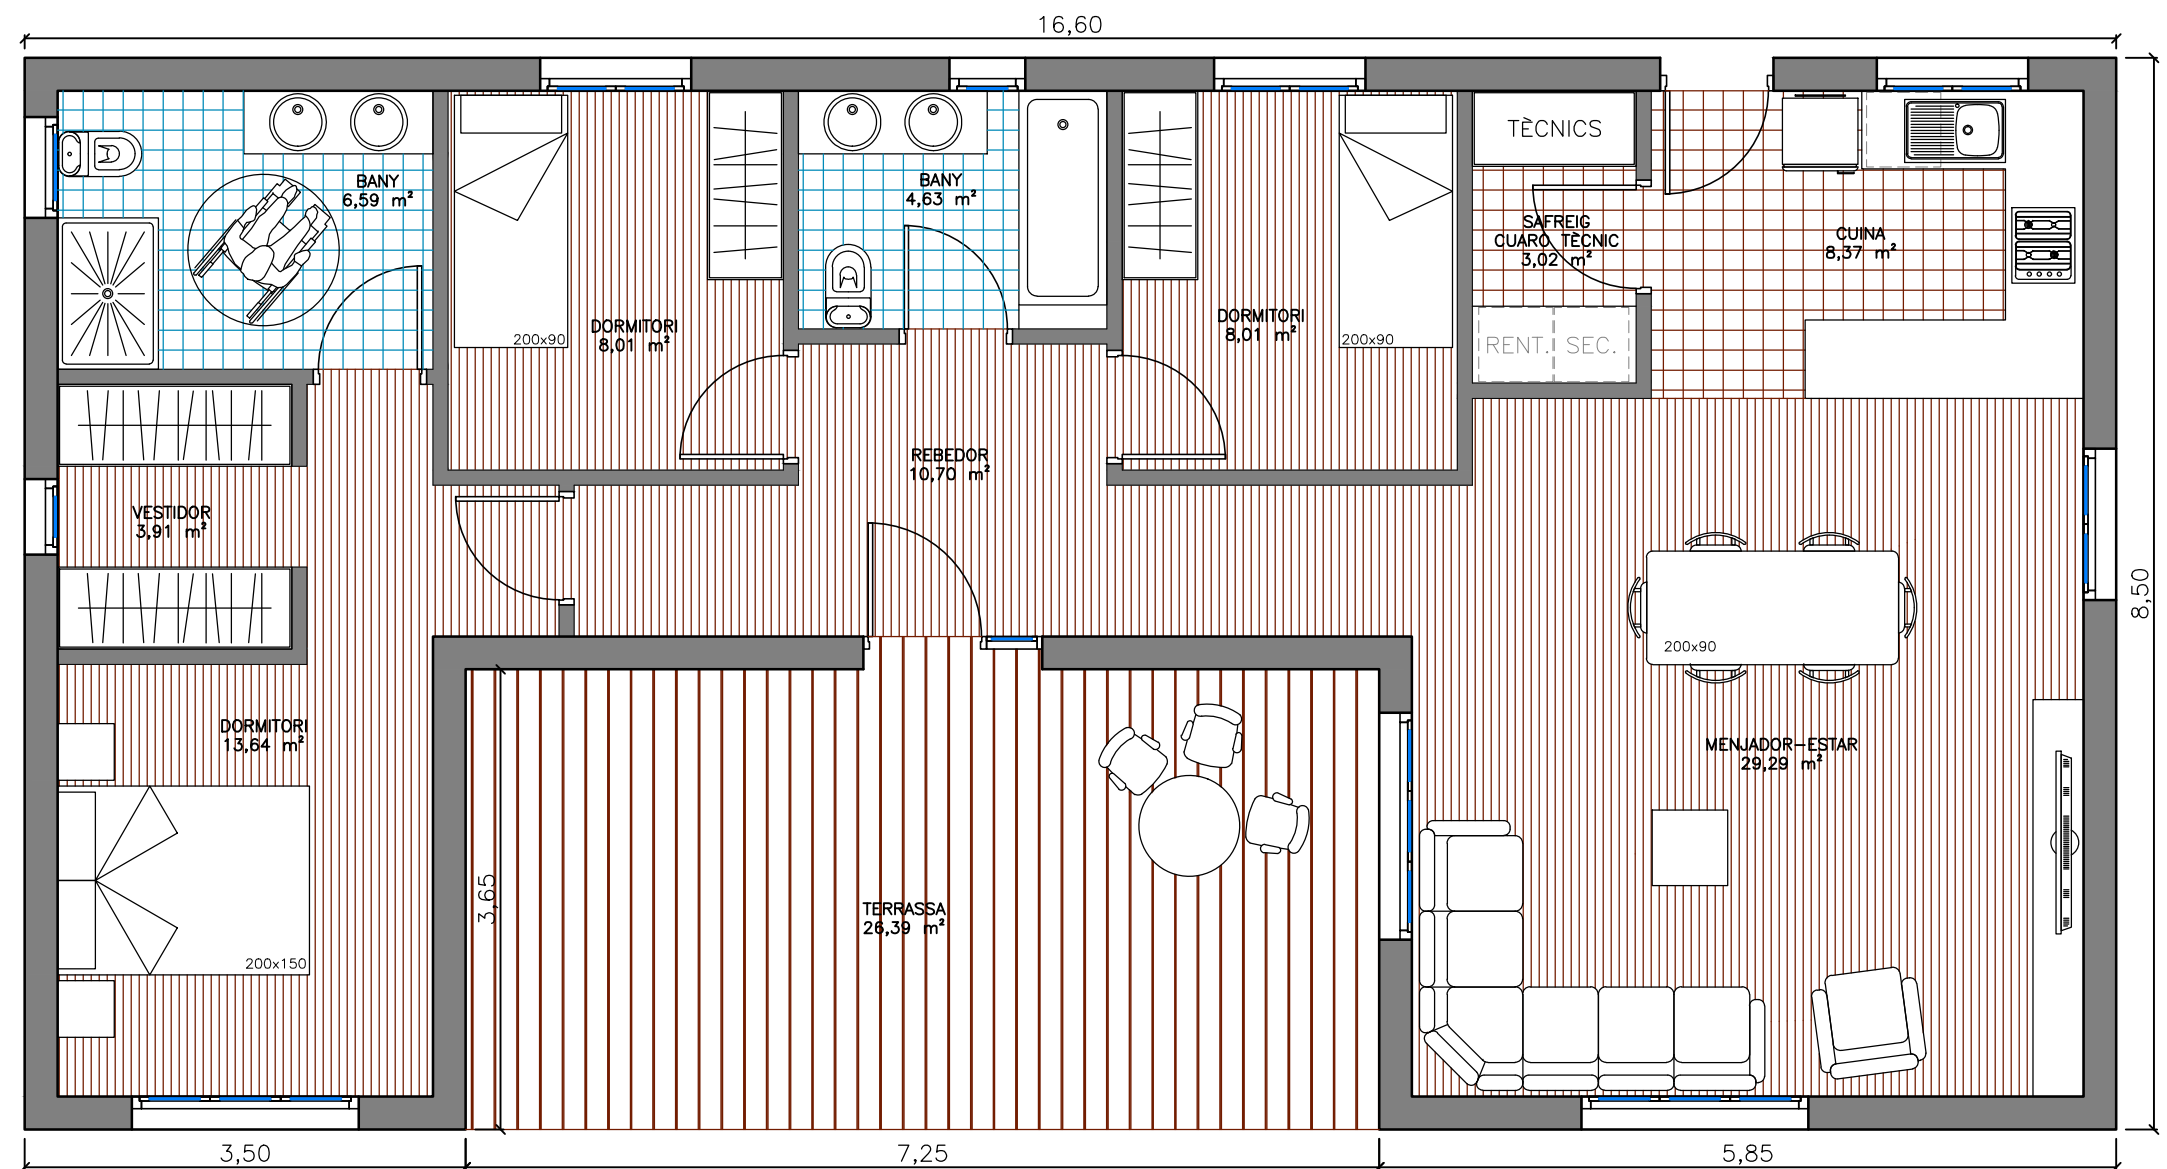 16,60
TÈCNICS
BANY
6,59 m²
BANY
4,63 m²
SAFREIG
CUARO TÈCNIC
3,02 m²
CUINA
8,37 m²
DORMITORI
8,01 m²
200x90
DORMITORI
8,01 m²
200x90
RENT. SEC.
REBEDOR
10,70 m²
VESTIDOR
3,91 m²
8,50
200x90
DORMITORI
13,64 m²
MENJADOR-ESTAR
29,29 m²
3,65
TERRASSA
26,39 m²
200x150
3,50
7,25
5,85